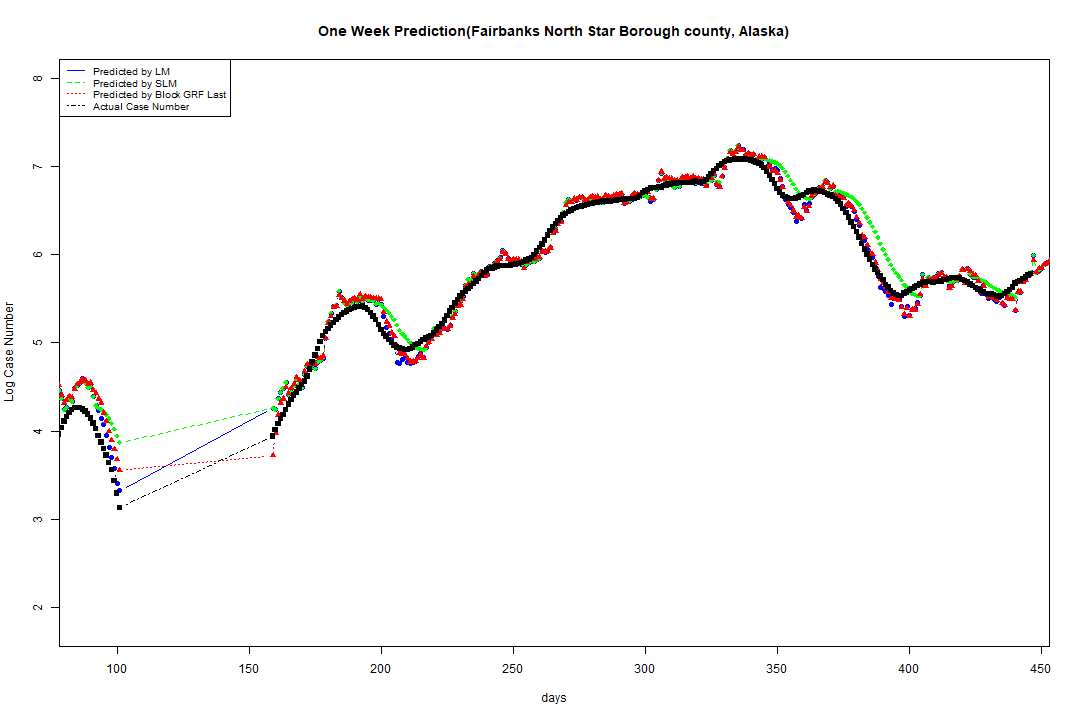 One Week Prediction(Fairbanks North Star Borough county, Alaska)
Predicted by LM
Predicted by SLM
Predicted by Block GRF Last
Actual Case Number
8
7
6
5
4
3
2
Log Case Number
100 150 200 250 300 350 400 450
days